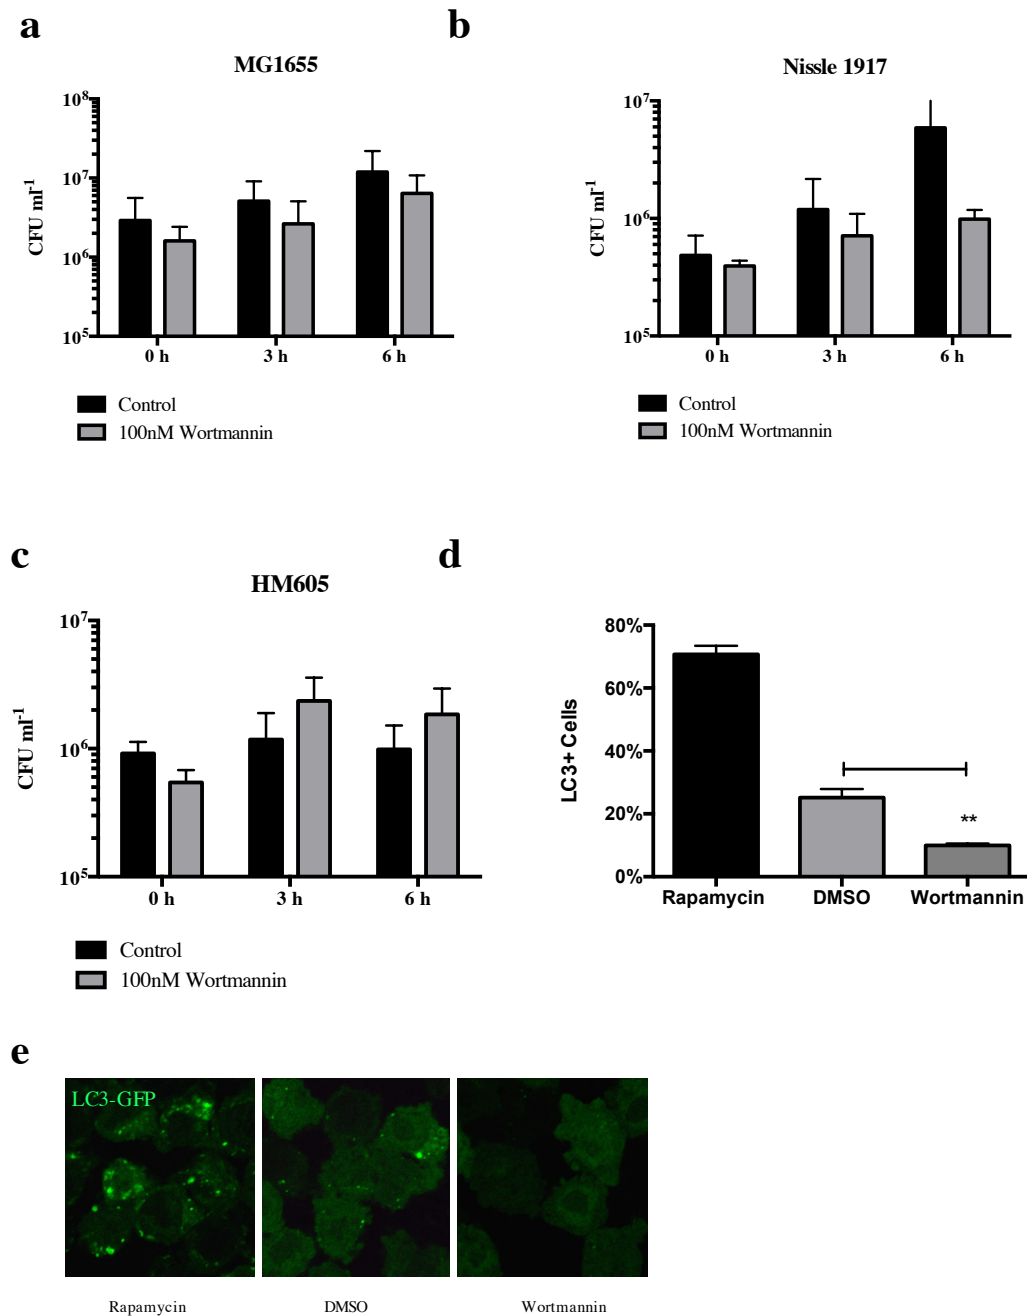 a
MG1655
10⁸
10⁷
10⁶
10⁵
CFU ml⁻¹
0 h 3 h 6 h
Control
100nM Wortmannin
b
Nissle 1917
10⁷
10⁶
10⁵
CFU ml⁻¹
0 h 3 h 6 h
Control
100nM Wortmannin
c
HM605
10⁷
10⁶
10⁵
CFU ml⁻¹
0 h 3 h 6 h
Control
100nM Wortmannin
d
80%
60%
40%
20%
0%
LC3+ Cells
**
Rapamycin DMSO Wortmannin
e
LC3-GFP
Rapamycin DMSO Wortmannin